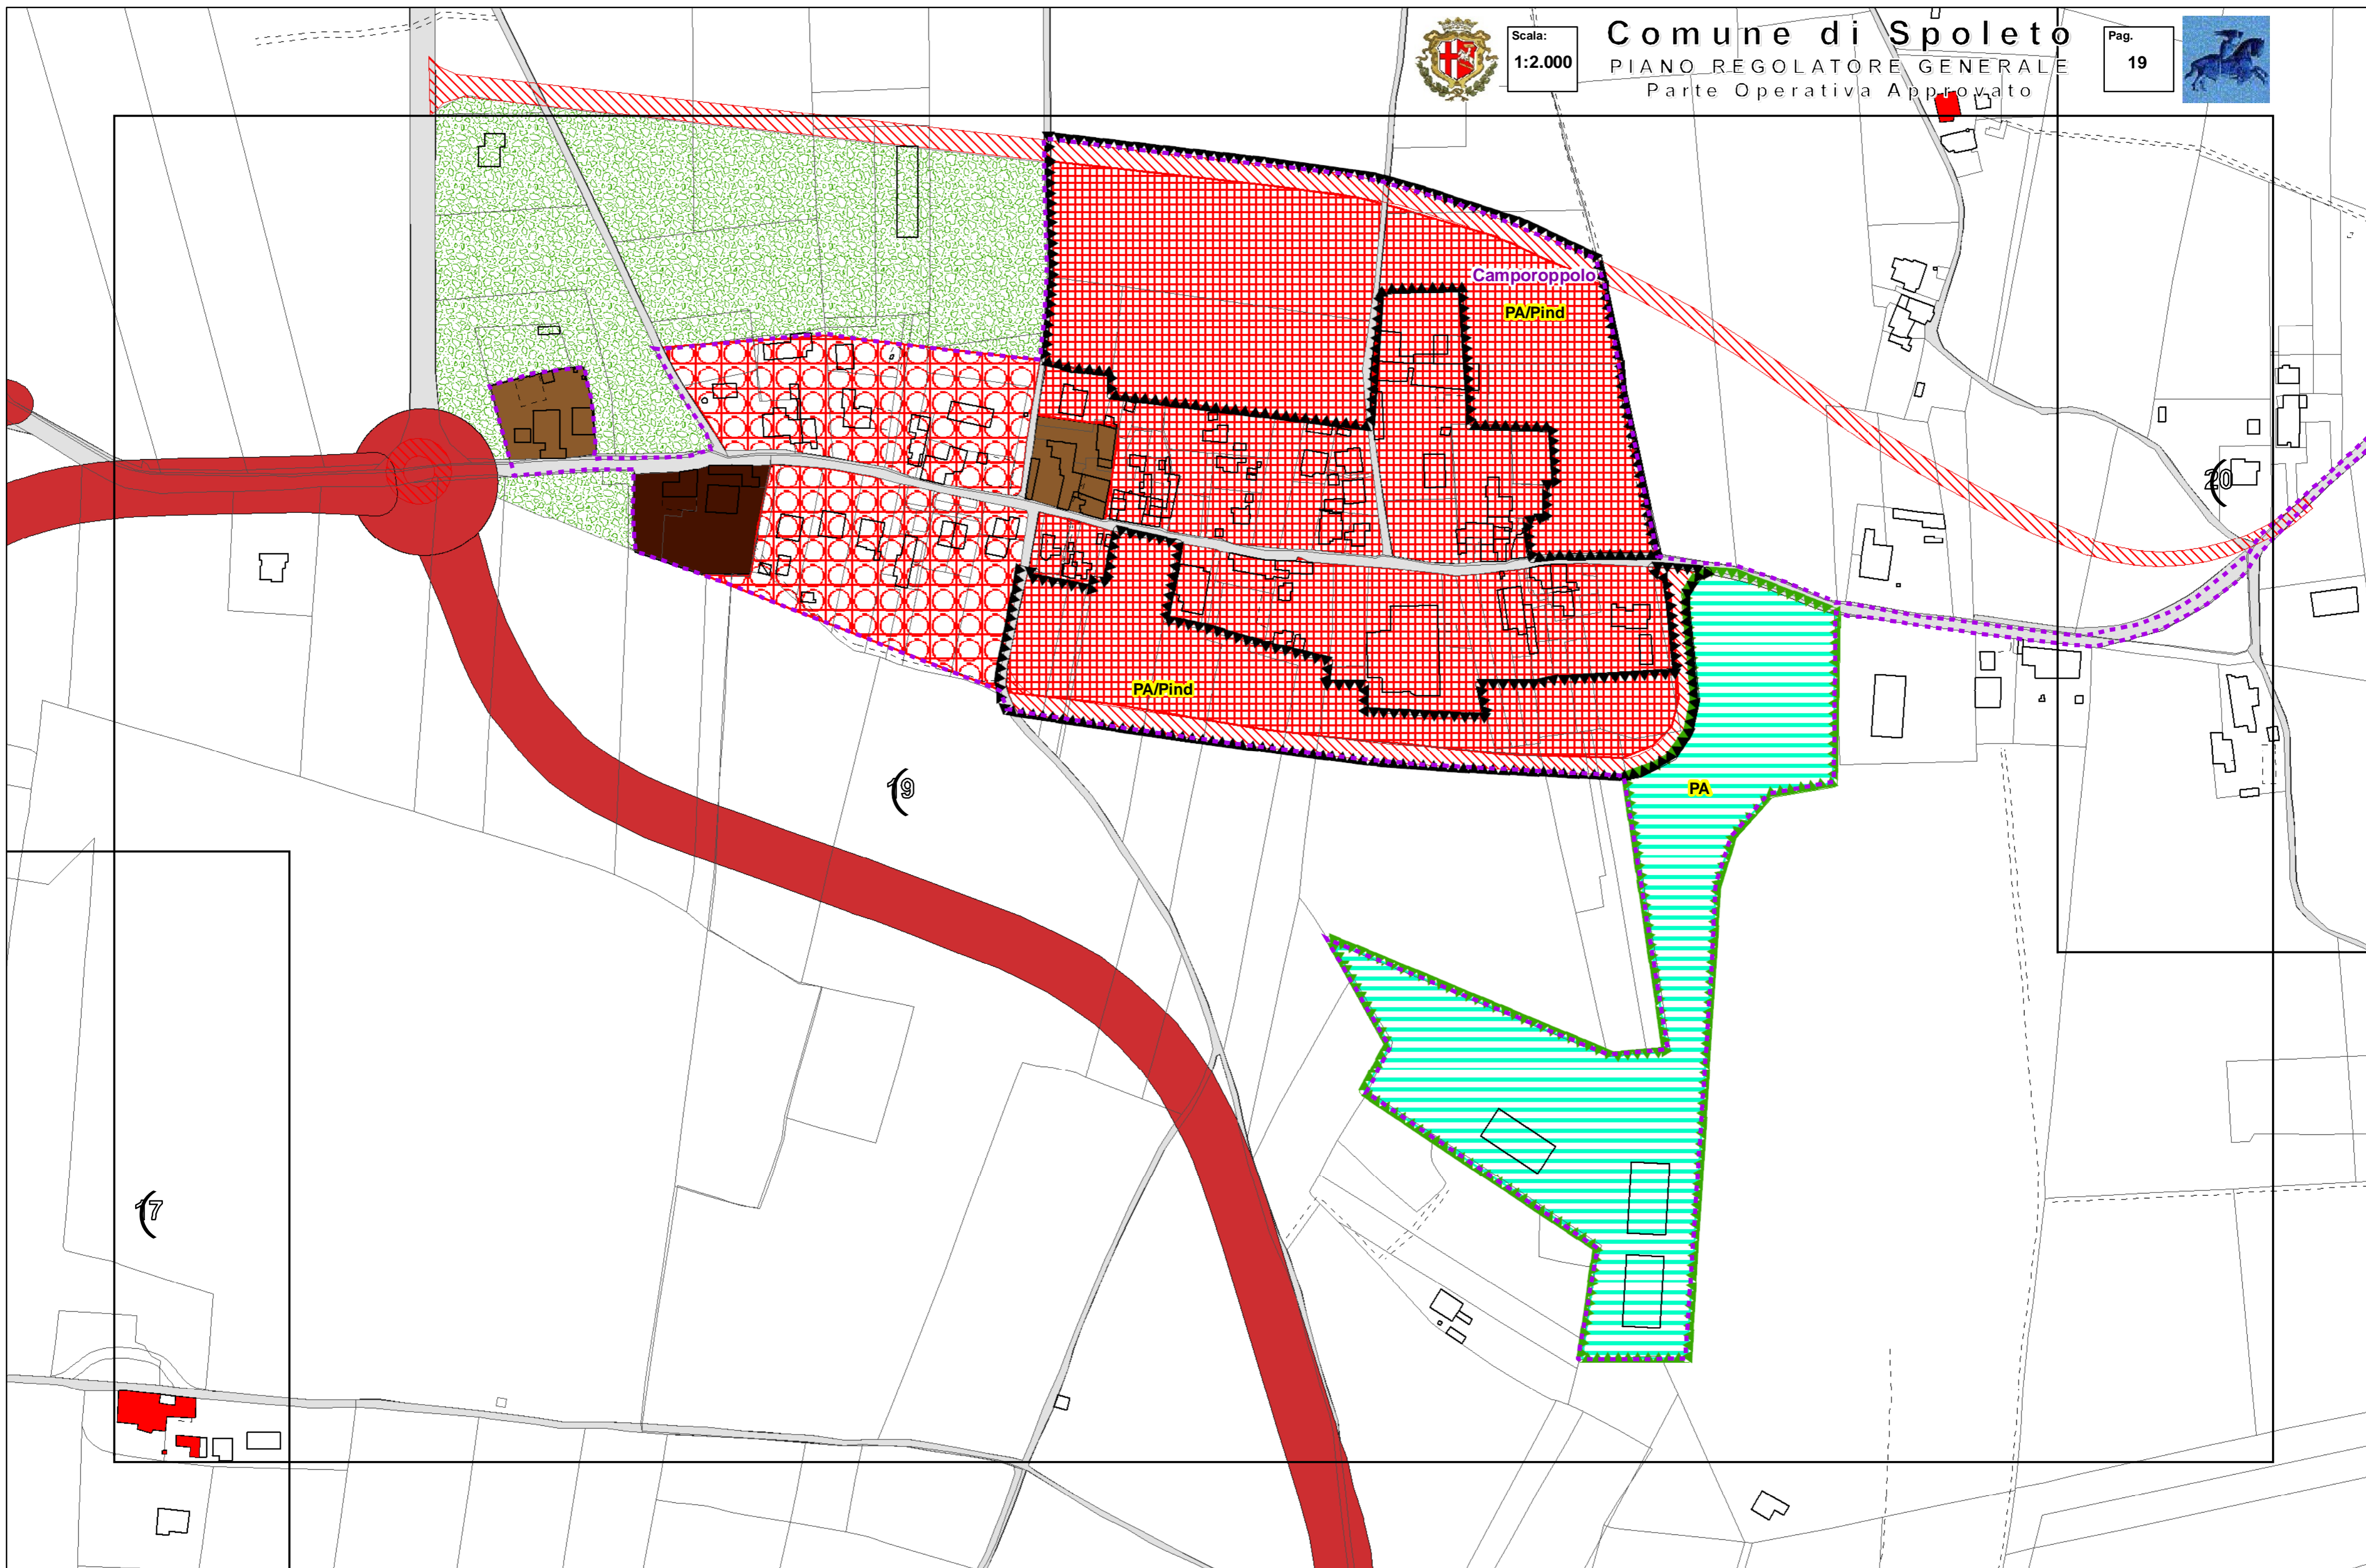 Scala:
1:2.000
Comune di Spoleto
PIANO REGOLATORE GENERALE
Parte Operativa Approvato
Pag.
19
Camporoppolo
PA/Pind
20
PA/Pind
PA
19
17